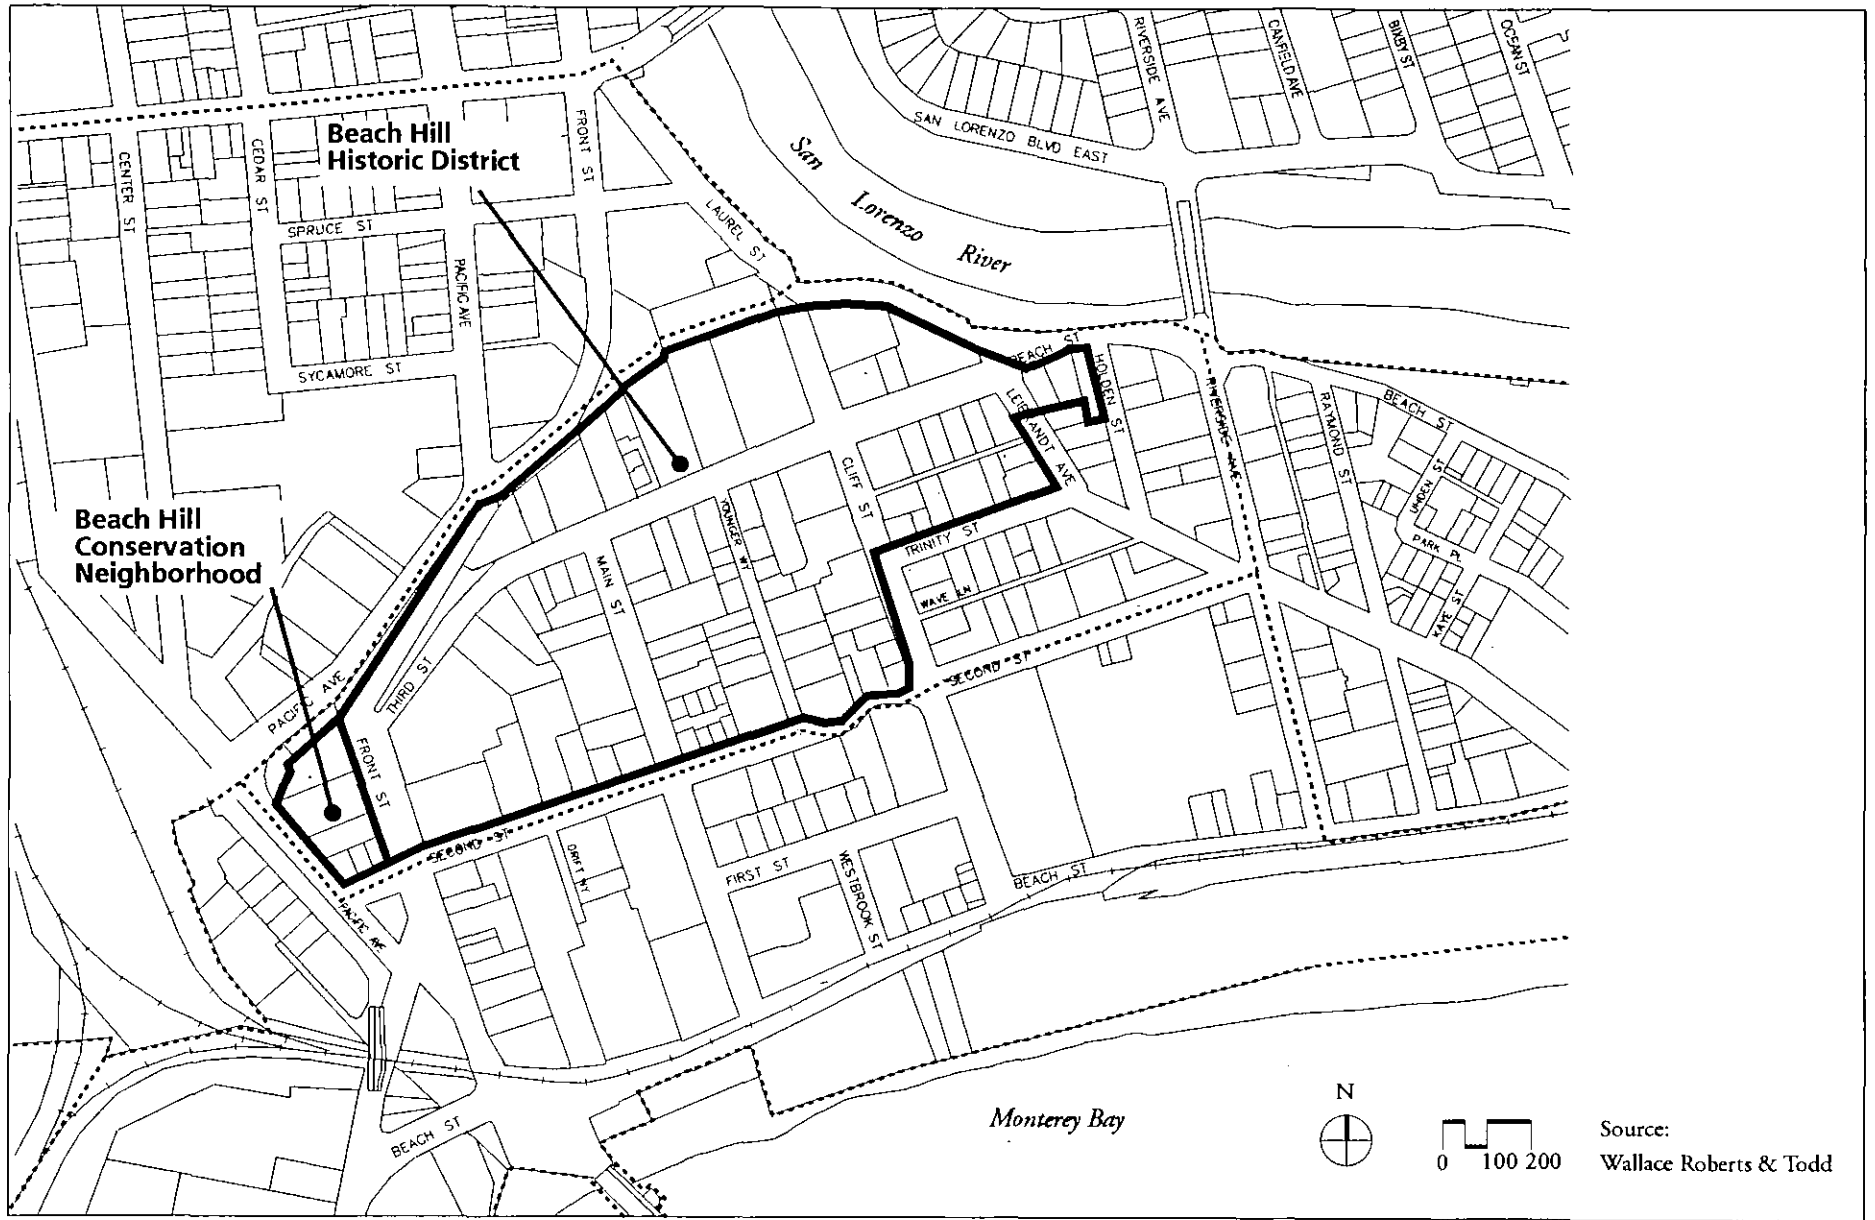 RIVERSIDE AVE
CANFIELD AVE
BIXBY ST
OCEAN ST
SAN LORENZO BLVD EAST
Beach Hill
Historic District
FRONT ST
CENTER ST
CEDAR ST
SPRUCE ST
PACIFIC AVE
LAUREL ST
San
Lorenzo
River
SYCAMORE ST
BEACH ST
HOLDEN ST
LEIBRANDT AVE
RIVERSIDE AVE
RAYMOND ST
BEACH ST
UHDEN ST
PARK PL
KAYE ST
CLIFF ST
YOUNGER WY
MAIN ST
TRINITY ST
WAVE LN
SECOND ST
Beach Hill
Conservation
Neighborhood
PACIFIC AVE
THIRD ST
FRONT ST
SECOND ST
DRIFT WY
FIRST ST
WESTBROOK ST
BEACH ST
PACIFIC AVE
BEACH ST
Monterey Bay
N
0 100 200
Source:
Wallace Roberts & Todd